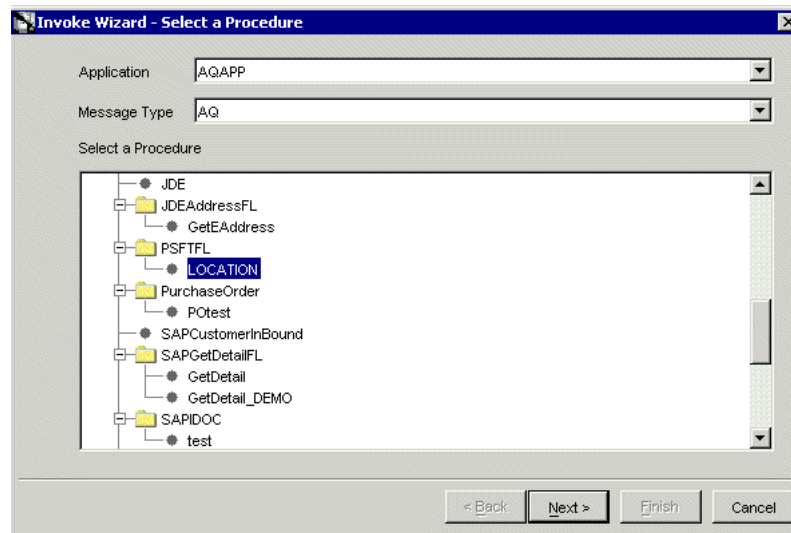 Invoke Wizard - Select a Procedure
Application AQAPP
Message Type AQ
Select a Procedure
JDE
JDEAddressFL
GetEAddress
PSFTFL
LOCATION
PurchaseOrder
POtest
SAPCustomerInBound
SAPGetDetailFL
GetDetail
GetDetail_DEMO
SAPIDOC
test
< Back Next > Finish Cancel